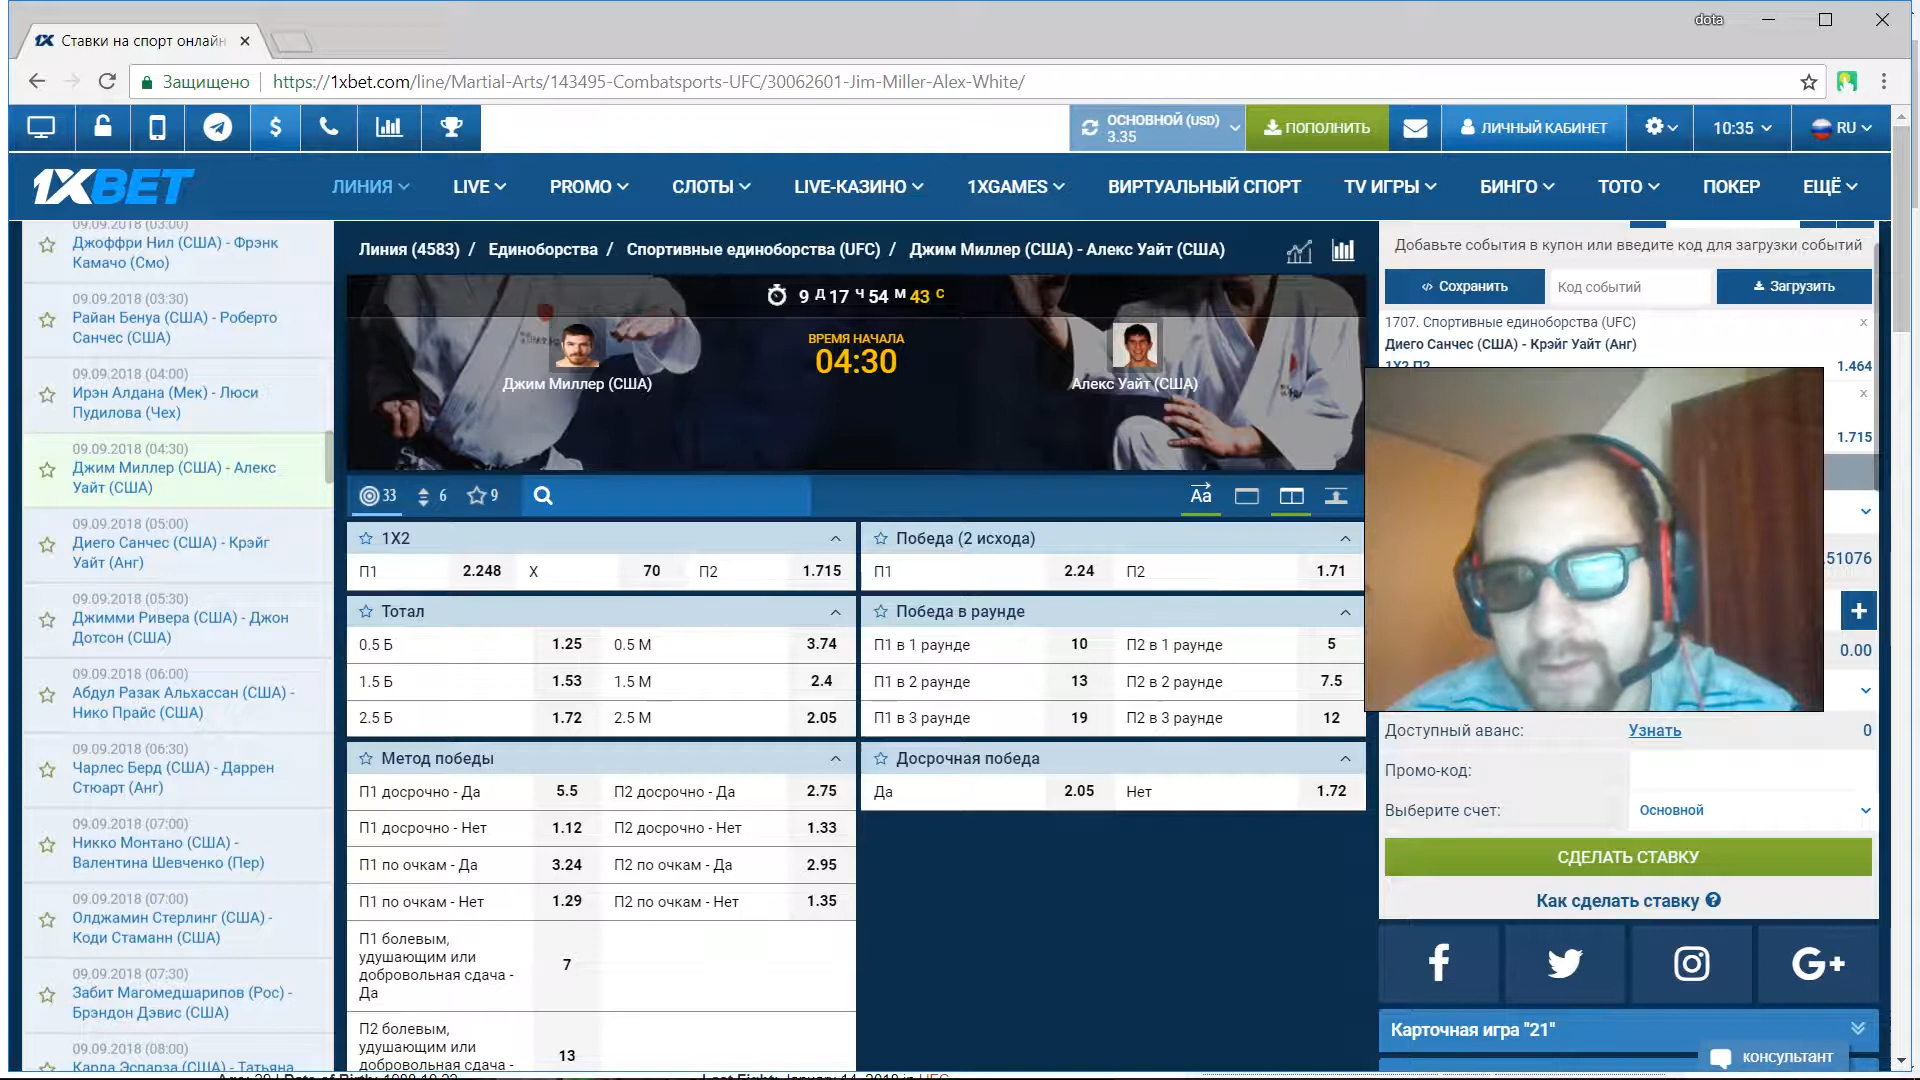 dota
Ставки на спорт онлайн
Защищено
https://1xbet.com/line/Martial-Arts/143495-Combatsports-UFC/30062601-Jim-Miller-Alex-White/
ОСНОВНОЙ (USD)
3.35
ПОПОЛНИТЬ
ЛИЧНЫЙ КАБИНЕТ
10:35
RU
1XBET
ЛИНИЯ
LIVE
PROMO
СЛОТЫ
LIVE-КАЗИНО
1XGAMES
ВИРТУАЛЬНЫЙ СПОРТ
TV ИГРЫ
БИНГО
ТОТО
ПОКЕР
ЕЩЁ
09.09.2018 (03:00)
Джоффри Нил (США) - Фрэнк
Камачо (Смо)
09.09.2018 (03:30)
Райан Бенуа (США) - Роберто
Санчес (США)
09.09.2018 (04:00)
Ирэн Алдана (Мек) - Люси
Пудилова (Чех)
09.09.2018 (04:30)
Джим Миллер (США) - Алекс
Уайт (США)
09.09.2018 (05:00)
Диего Санчес (США) - Крэйг
Уайт (Анг)
09.09.2018 (05:30)
Джимми Ривера (США) - Джон
Дотсон (США)
09.09.2018 (06:00)
Абдул Разак Альхассан (США) -
Нико Прайс (США)
09.09.2018 (06:30)
Чарлес Берд (США) - Даррен
Стюарт (Анг)
09.09.2018 (07:00)
Никко Монтано (США) -
Валентина Шевченко (Пер)
09.09.2018 (07:00)
Олджамин Стерлинг (США) -
Коди Стаманн (США)
09.09.2018 (07:30)
Забит Магомедшарипов (Рос) -
Брэндон Дэвис (США)
09.09.2018 (08:00)
Карла Эспарза (США) - Татьяна
Линия (4583) / Единоборства / Спортивные единоборства (UFC) / Джим Миллер (США) - Алекс Уайт (США)
9 Д 17 Ч 54 М 43 С
ВРЕМЯ НАЧАЛА
04:30
Джим Миллер (США)
Алекс Уайт (США)
33
6
9
Aa
1X2
П1 2.248 X 70 П2 1.715
Победа (2 исхода)
П1 2.24 П2 1.71
Тотал
0.5 Б 1.25 0.5 М 3.74
1.5 Б 1.53 1.5 М 2.4
2.5 Б 1.72 2.5 М 2.05
Победа в раунде
П1 в 1 раунде 10 П2 в 1 раунде 5
П1 в 2 раунде 13 П2 в 2 раунде 7.5
П1 в 3 раунде 19 П2 в 3 раунде 12
Метод победы
П1 досрочно - Да 5.5 П2 досрочно - Да 2.75
П1 досрочно - Нет 1.12 П2 досрочно - Нет 1.33
П1 по очкам - Да 3.24 П2 по очкам - Да 2.95
П1 по очкам - Нет 1.29 П2 по очкам - Нет 1.35
П1 болевым,
удушающим или
добровольная сдача -
Да
7
П2 болевым,
удушающим или
добровольная сдача -
13
Досрочная победа
Да 2.05 Нет 1.72
Добавьте события в купон или введите код для загрузки событий
Сохранить
Код событий
Загрузить
1707. Спортивные единоборства (UFC) x
Диего Санчес (США) - Крэйг Уайт (Анг)
1X2 П2 1.464
x
1.715
.51076
+
0.00
Доступный аванс: Узнать 0
Промо-код:
Выберите счет: Основной
СДЕЛАТЬ СТАВКУ
Как сделать ставку ?
G+
Карточная игра "21"
консультант